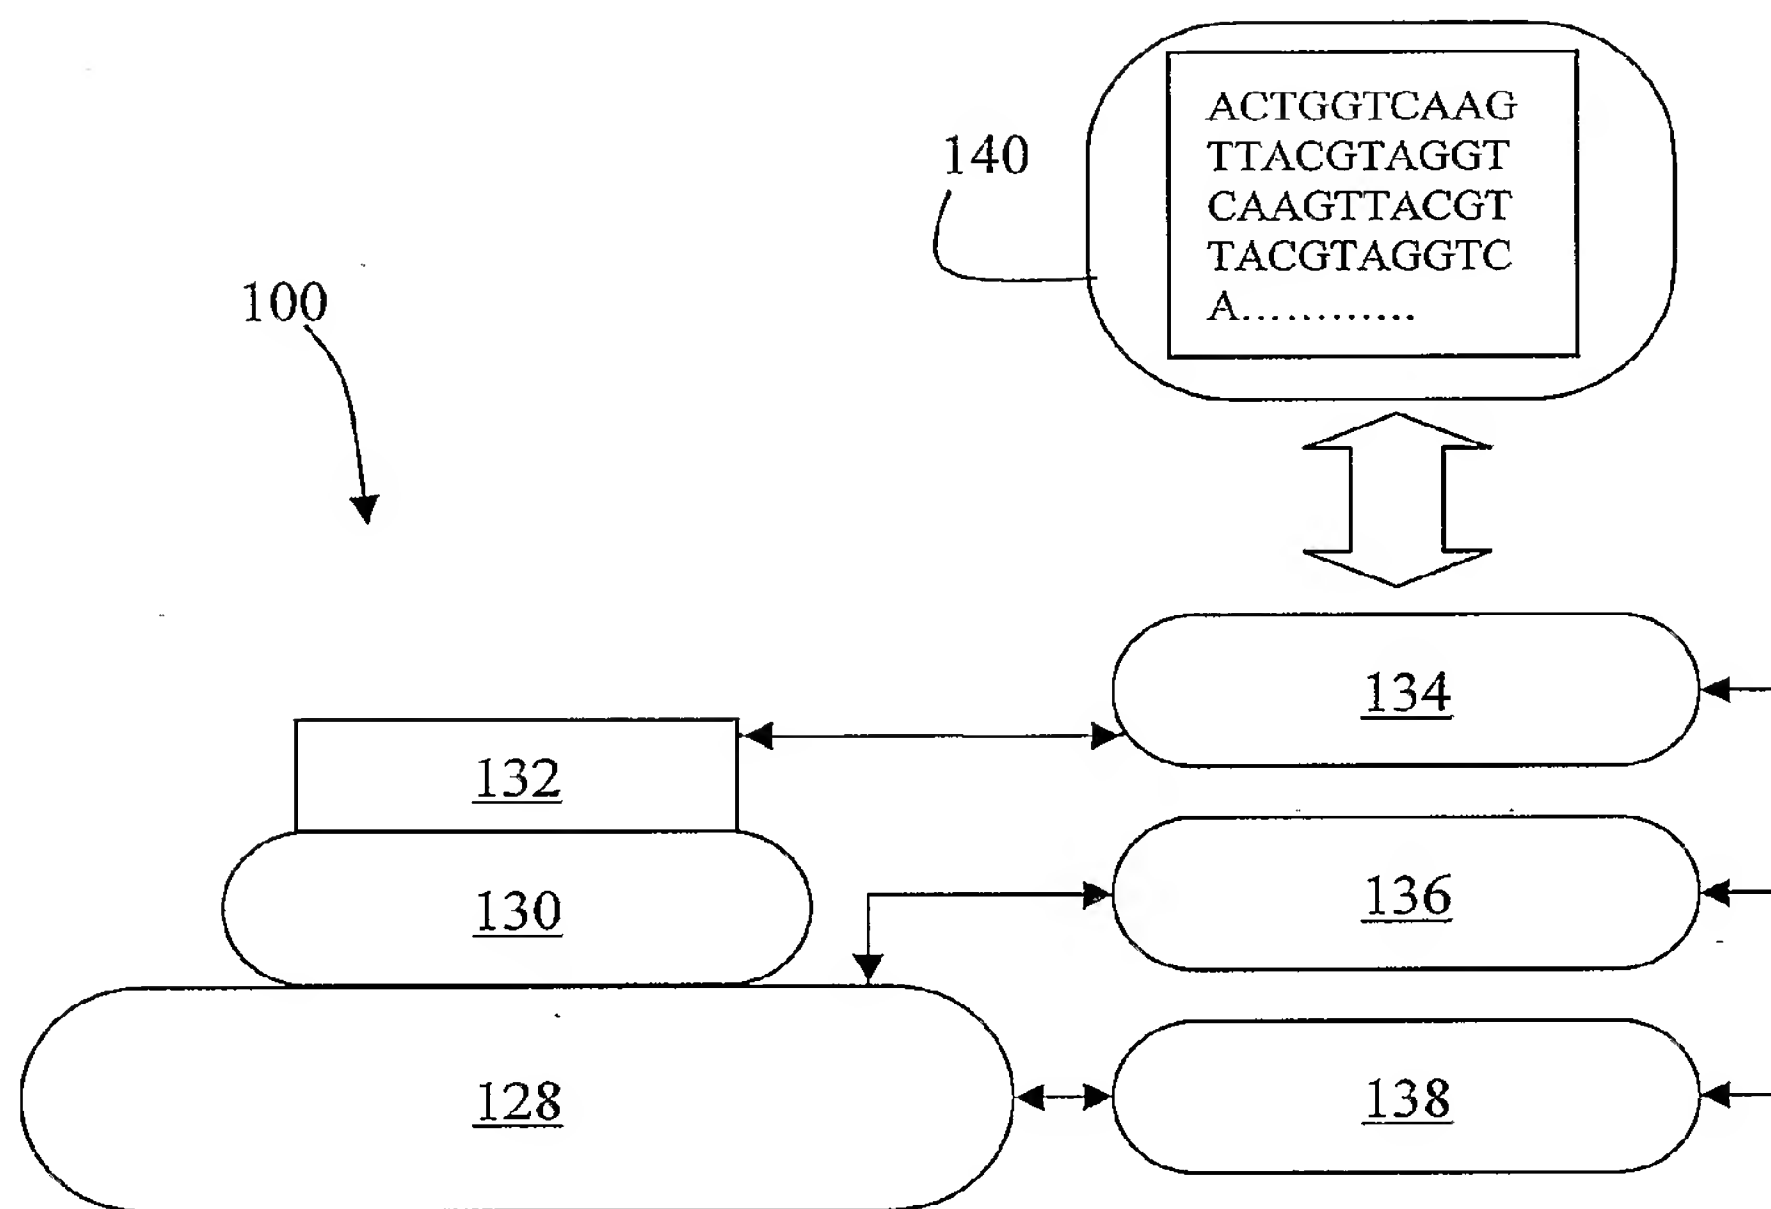 ACTGGTCAAG
TTACGTAGGT
CAAGTTACGT
TACGTAGGTC
A............
140
100
134
132
136
130
138
128